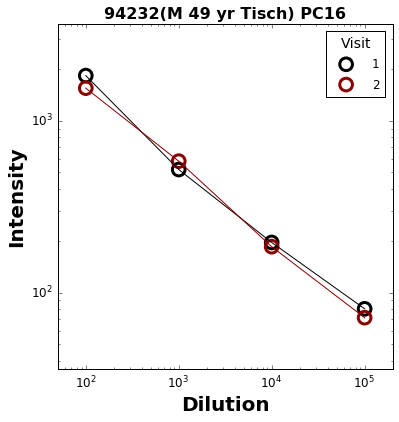 94232(M 49 yr Tisch) PC16
Visit
1
2
10³
10²
Intensity
10² 10³ 10⁴ 10⁵
Dilution